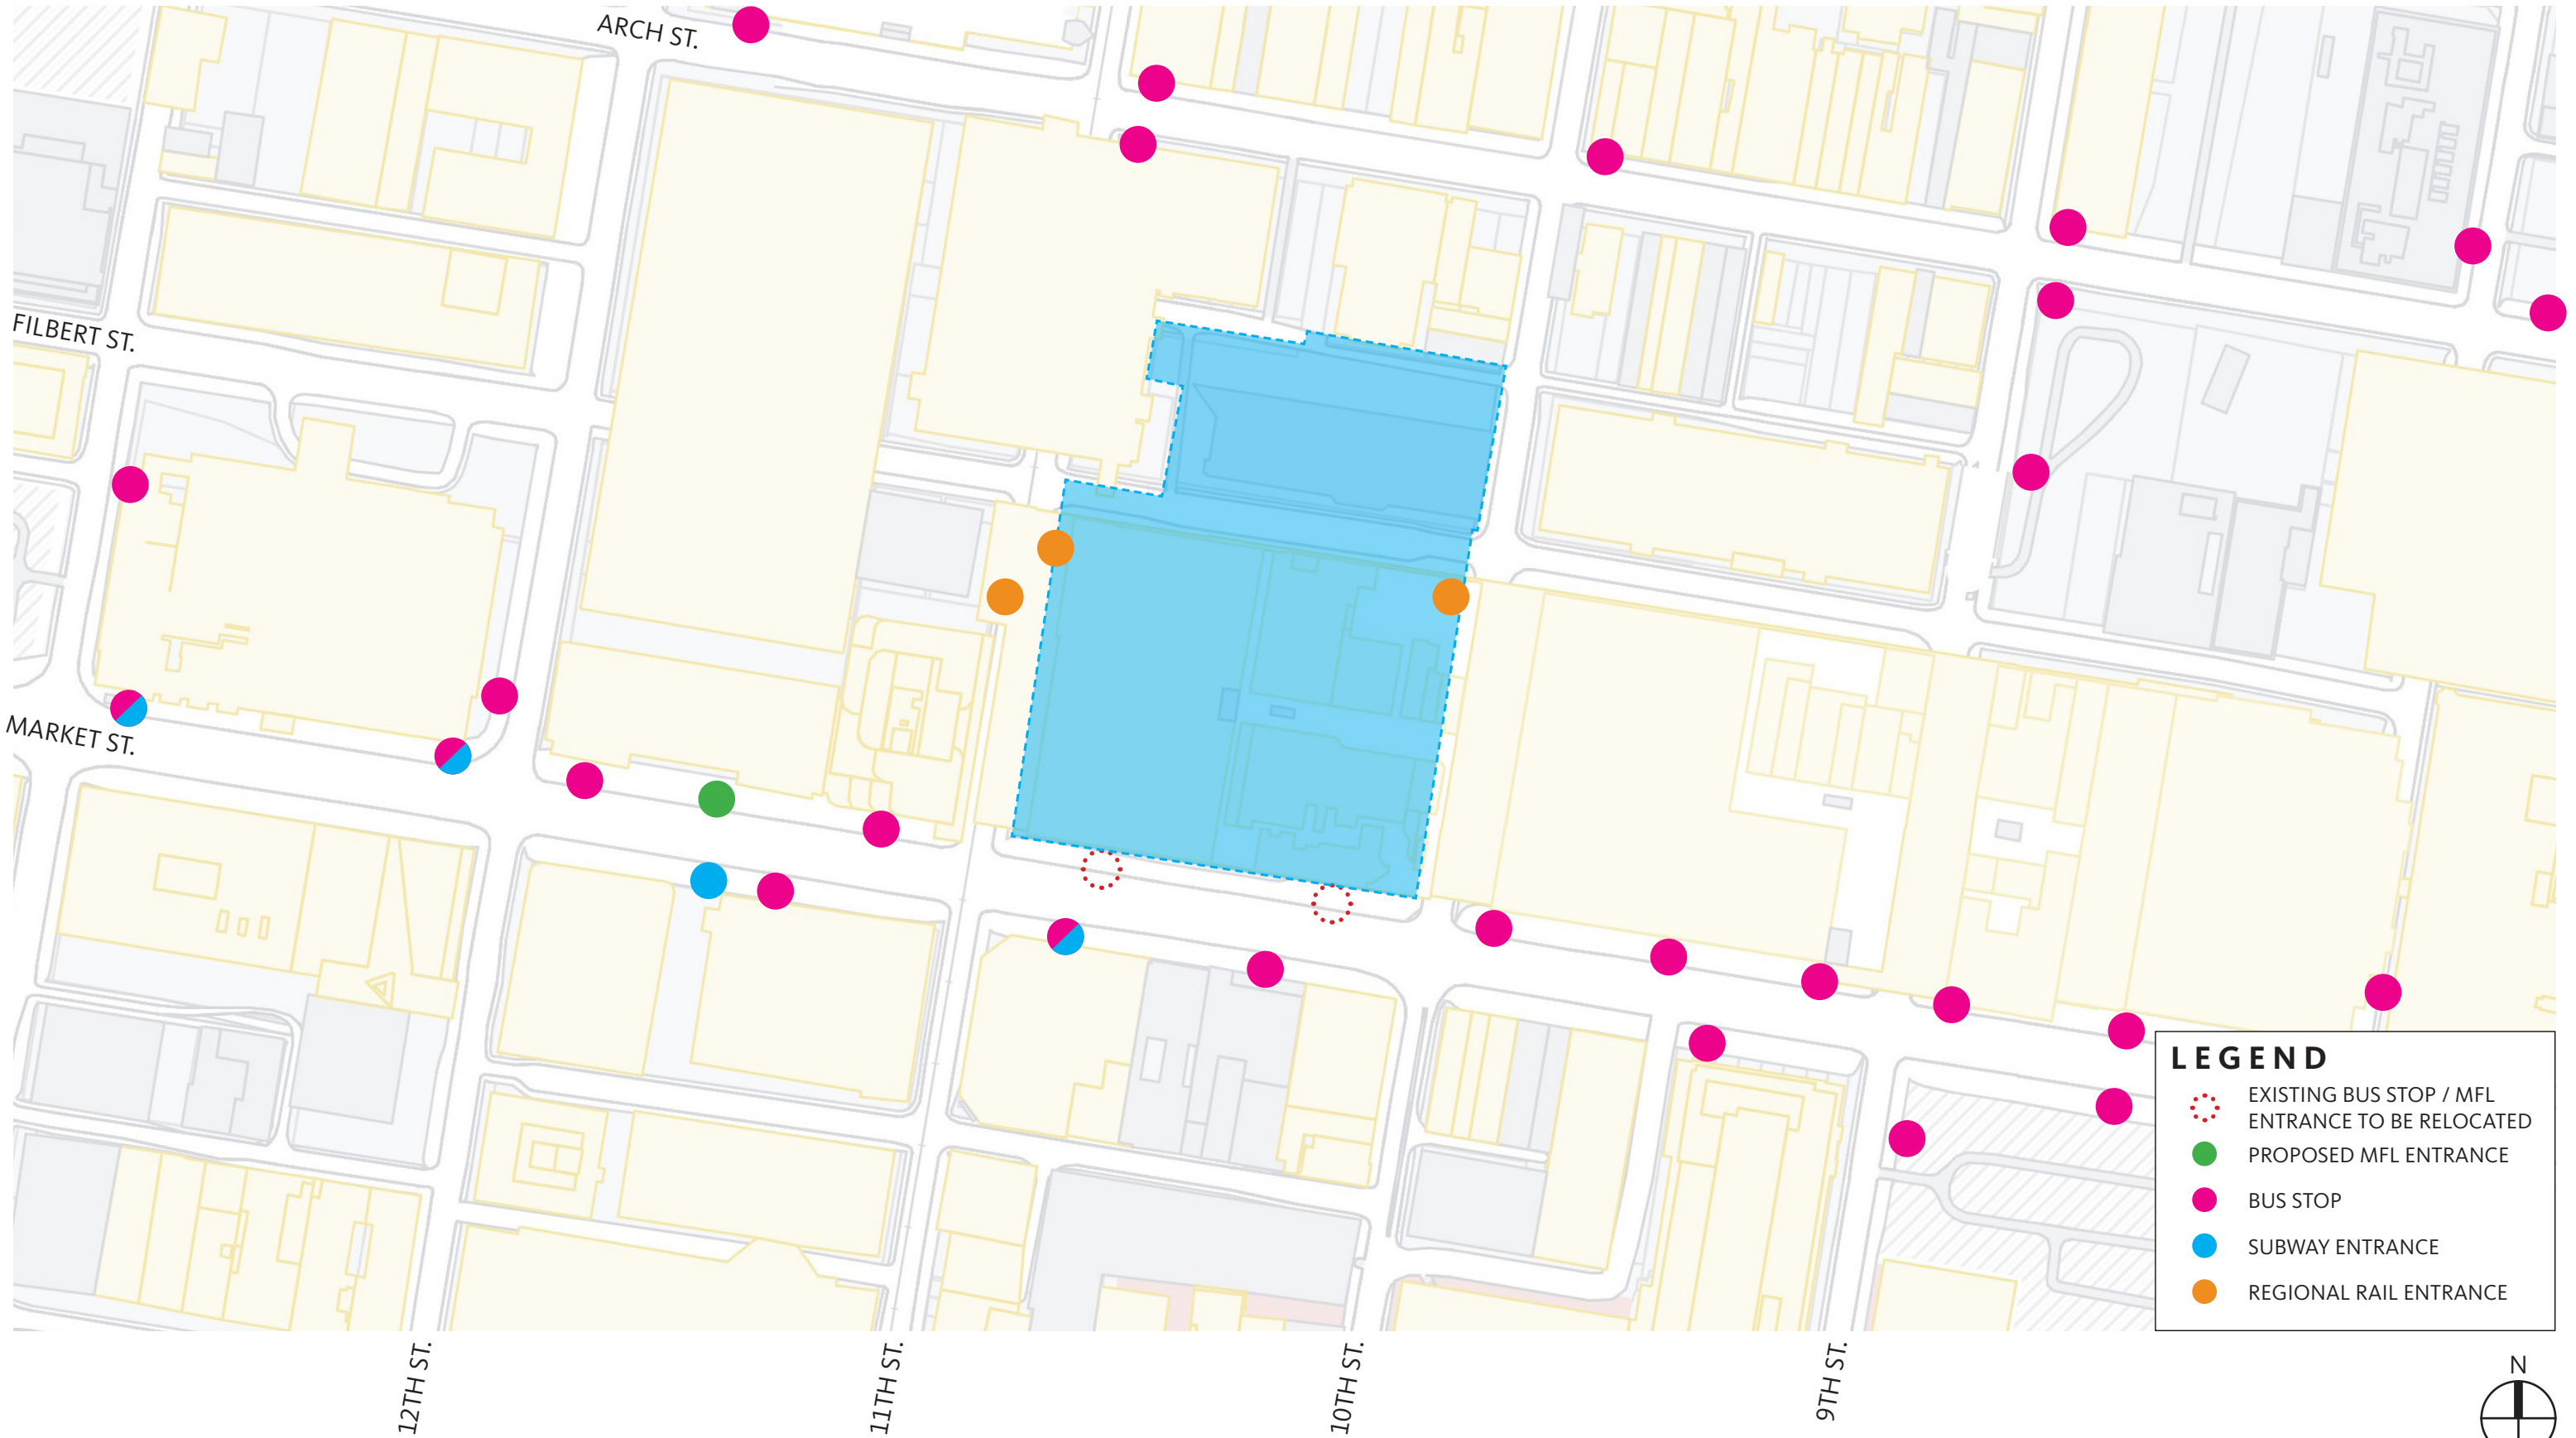 ARCH ST.
FILBERT ST.
MARKET ST.
LEGEND
EXISTING BUS STOP / MFL
ENTRANCE TO BE RELOCATED
PROPOSED MFL ENTRANCE
BUS STOP
SUBWAY ENTRANCE
REGIONAL RAIL ENTRANCE
12TH ST.
11TH ST.
10TH ST.
9TH ST.
N